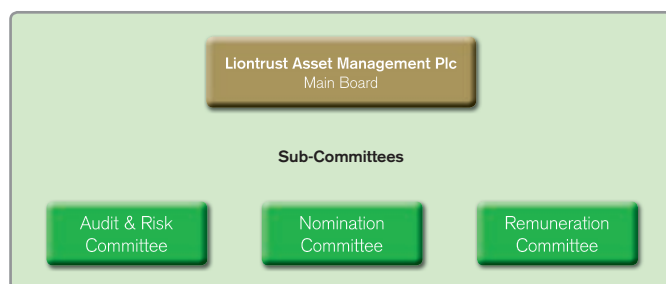 Liontrust Asset Management Plc
Main Board
Sub-Committees
Audit & Risk
Committee
Nomination
Committee
Remuneration
Committee